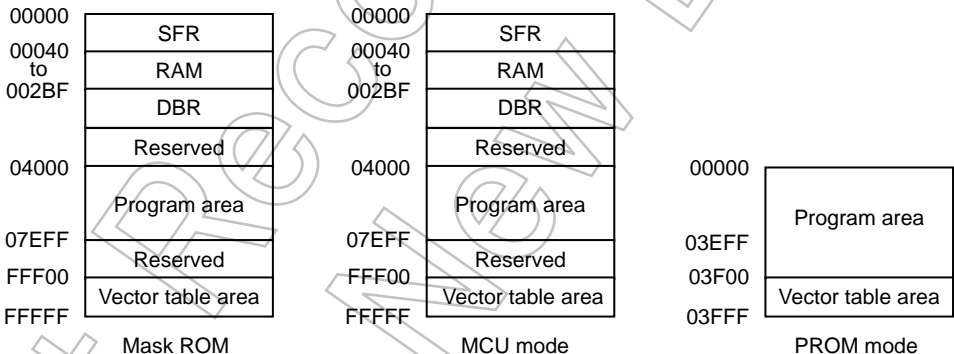 00000
SFR
00040
to
002BF
RAM
DBR
Reserved
04000
Program area
07EFF
Reserved
FFF00
Vector table area
FFFFF
Mask ROM
00000
SFR
00040
to
002BF
RAM
DBR
Reserved
04000
Program area
07EFF
Reserved
FFF00
Vector table area
FFFFF
MCU mode
00000
Program area
03EFF
03F00
Vector table area
03FFF
PROM mode